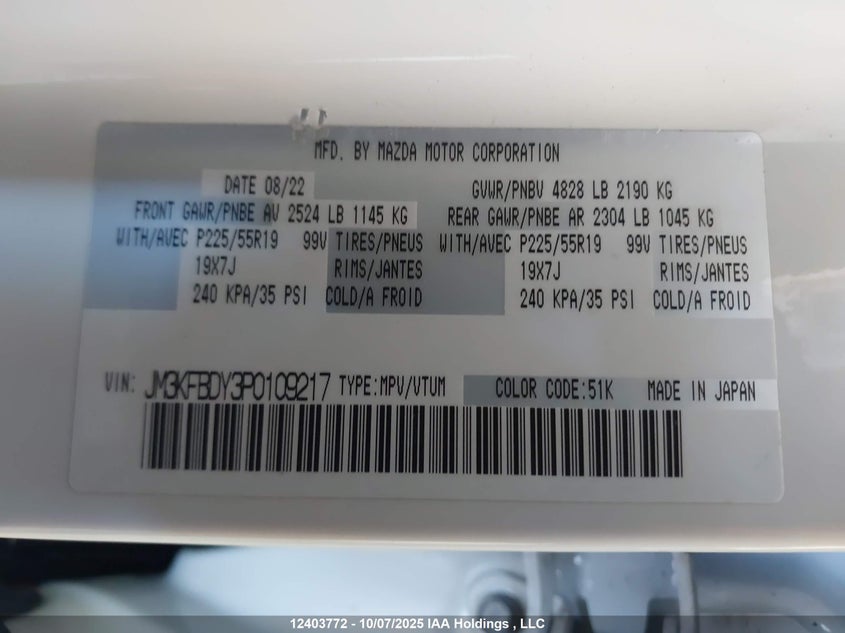 MFD. BY MAZDA MOTOR CORPORATION
DATE 08/22 GVWR/PNBV 4828 LB 2190 KG
FRONT GAWR/PNBE AV 2524 LB 1145 KG REAR GAWR/PNBE AR 2304 LB 1045 KG
WITH/AVEC P225/55R19 99V TIRES/PNEUS WITH/AVEC P225/55R19 99V TIRES/PNEUS
19X7J RIMS/JANTES 19X7J RIMS/JANTES
240 KPA/35 PSI COLD/A FROID 240 KPA/35 PSI COLD/A FROID
VIN: JM3KFBDY3P0109217 TYPE:MPV/VTUM COLOR CODE:51K MADE IN JAPAN
12403772 - 10/07/2025 IAA Holdings , LLC